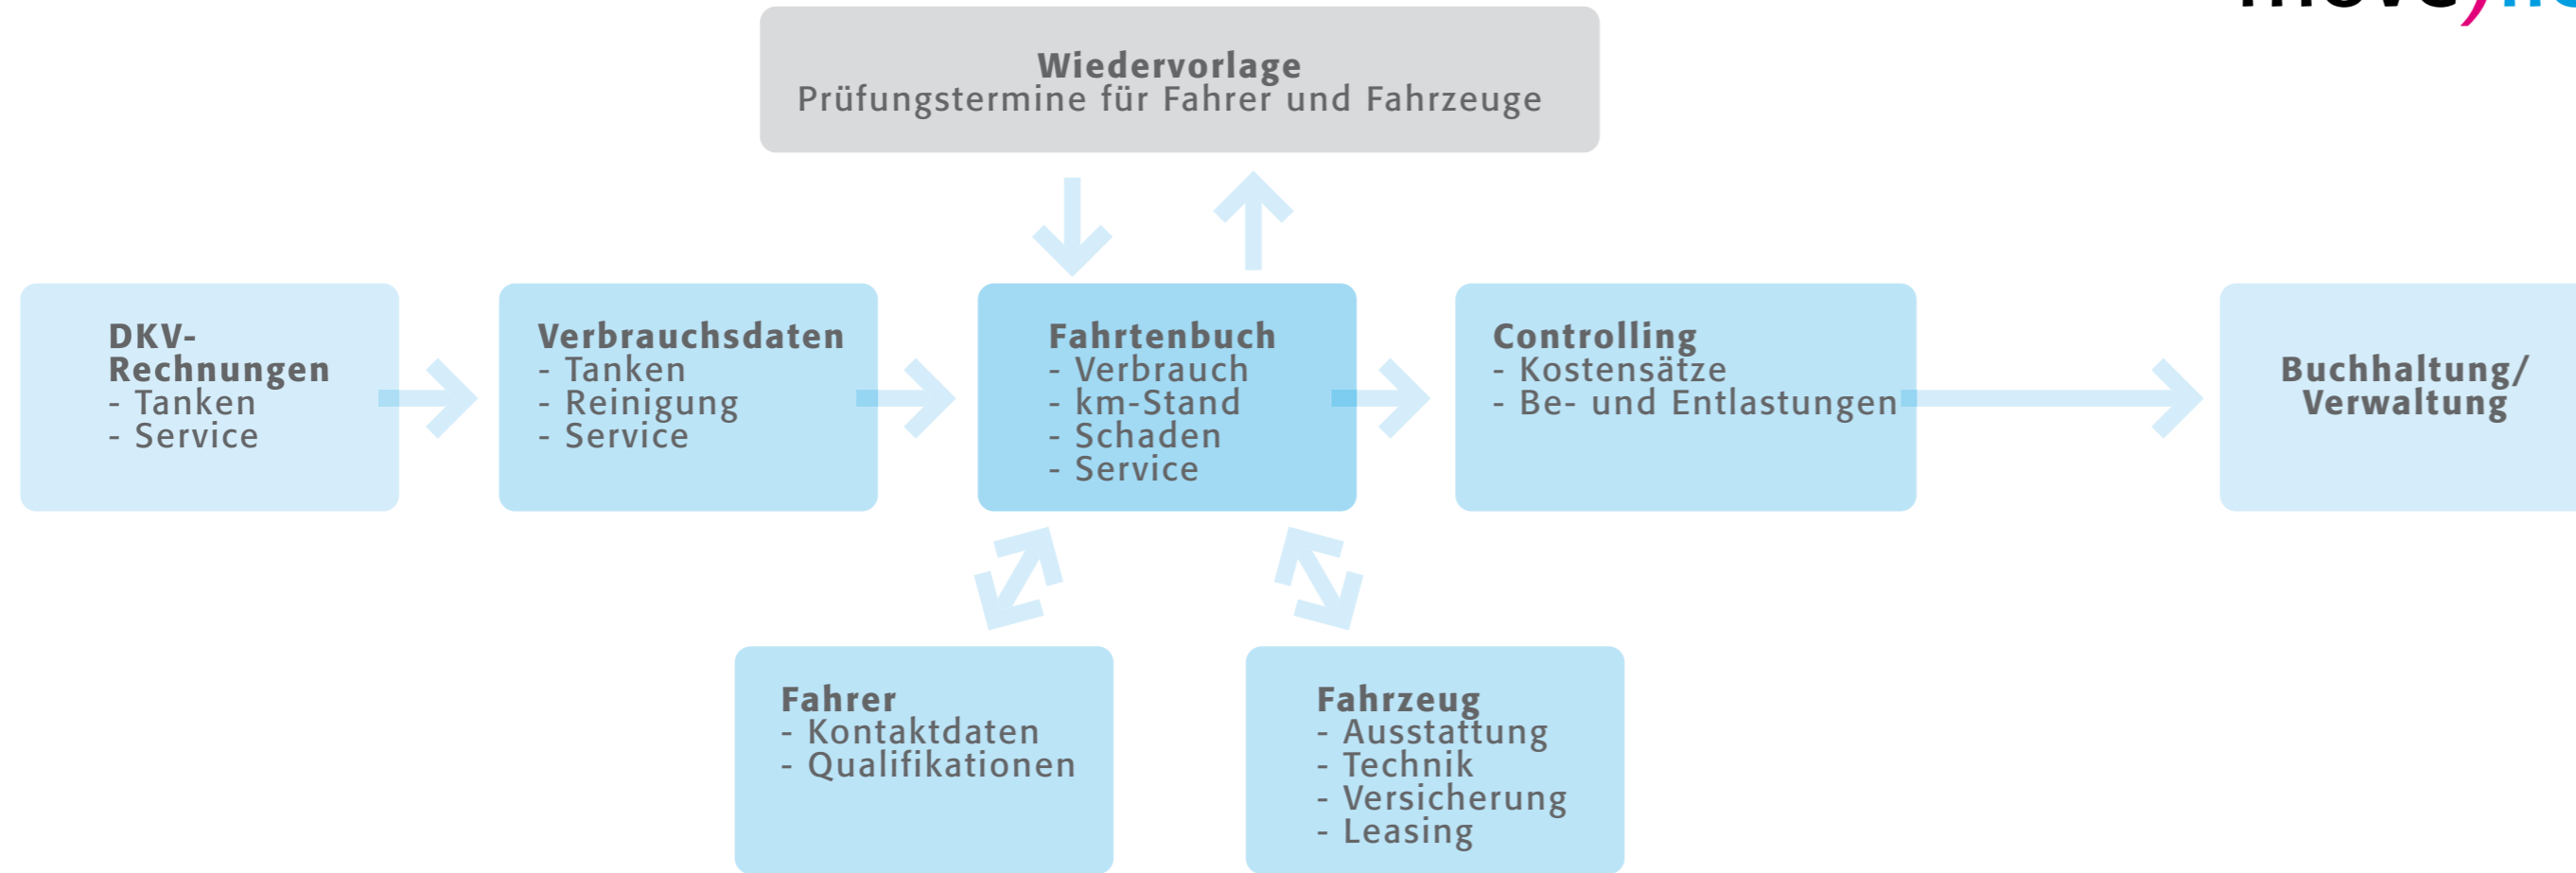 Wiedervorlage
Prüfungstermine für Fahrer und Fahrzeuge
DKV-
Rechnungen
- Tanken
- Service
Verbrauchsdaten
- Tanken
- Reinigung
- Service
Fahrtenbuch
- Verbrauch
- km-Stand
- Schaden
- Service
Controlling
- Kostensätze
- Be- und Entlastungen
Buchhaltung/
Verwaltung
Fahrer
- Kontaktdaten
- Qualifikationen
Fahrzeug
- Ausstattung
- Technik
- Versicherung
- Leasing